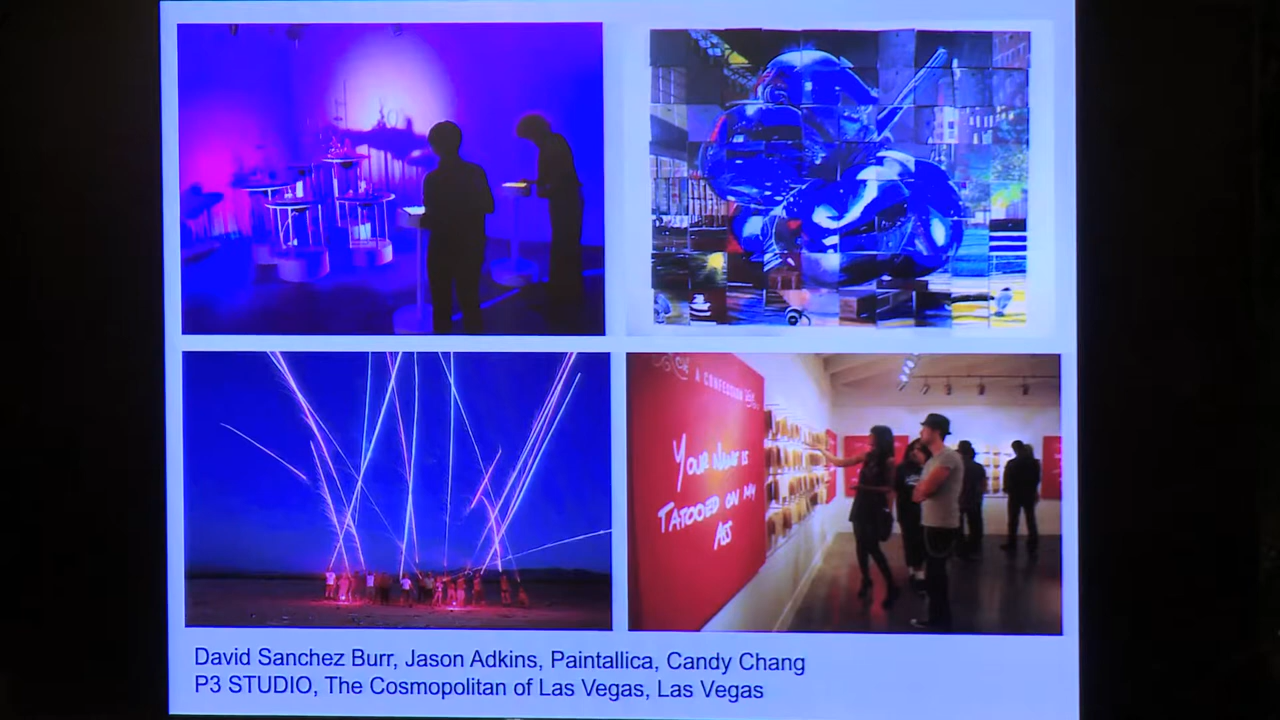 A CONFESSION
YOUR NAME IS
TATOOED ON MY
ASS
David Sanchez Burr, Jason Adkins, Paintallica, Candy Chang
P3 STUDIO, The Cosmopolitan of Las Vegas, Las Vegas